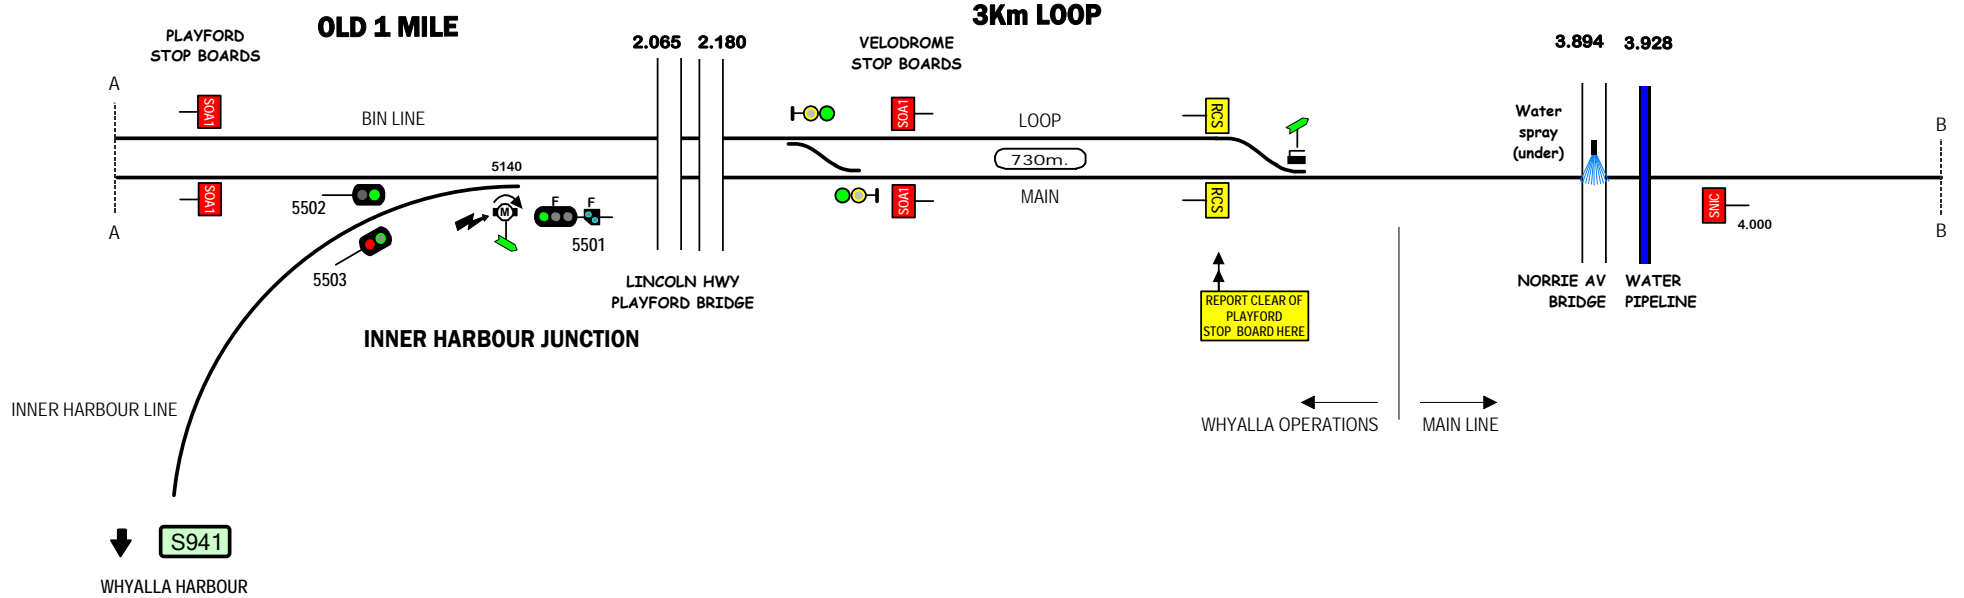 OLD 1 MILE
3Km LOOP
PLAYFORD
STOP BOARDS
2.065
2.180
VELODROME
STOP BOARDS
3.894
3.928
A
SOA1
BIN LINE
SOA1
LOOP
RCS
Water
spray
(under)
B
730m.
5140
SOA1
5502
M
F
F
5501
SOA1
MAIN
RCS
SNIC
4.000
A
B
5503
LINCOLN HWY
PLAYFORD BRIDGE
NORRIE AV
BRIDGE
WATER
PIPELINE
REPORT CLEAR OF
PLAYFORD
STOP BOARD HERE
INNER HARBOUR JUNCTION
INNER HARBOUR LINE
WHYALLA OPERATIONS
MAIN LINE
S941
WHYALLA HARBOUR